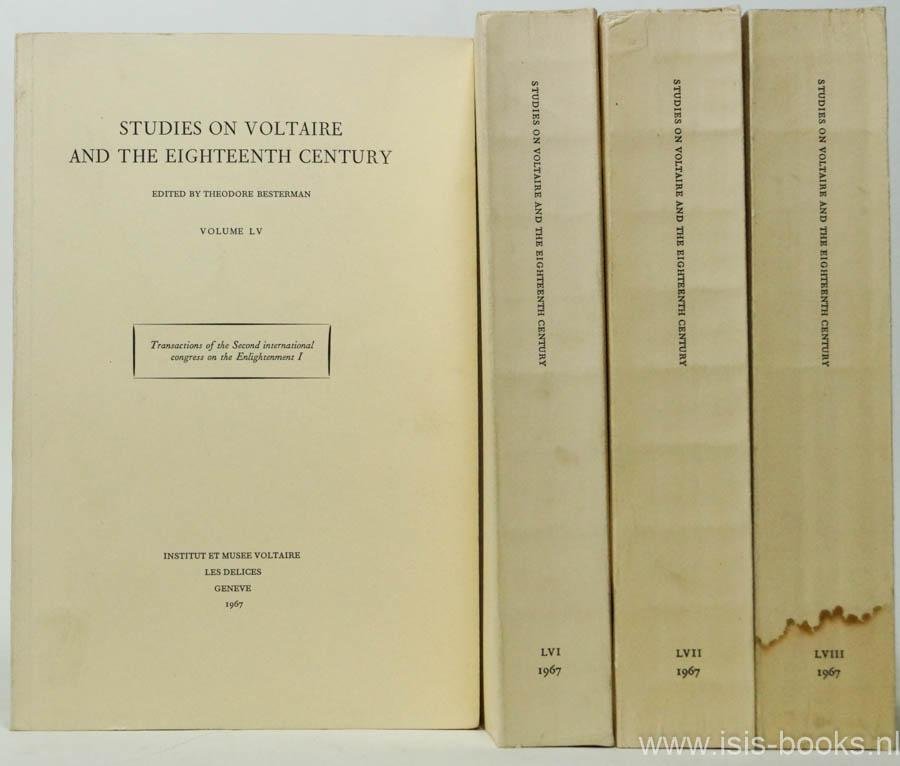 STUDIES ON VOLTAIRE
AND THE EIGHTEENTH CENTURY
EDITED BY THEODORE BESTERMAN
VOLUME LV
Transactions of the Second international
congress on the Enlightenment I
INSTITUT ET MUSEE VOLTAIRE
LES DELICES
GENEVE
1967
STUDIES ON VOLTAIRE AND THE EIGHTEENTH CENTURY
LVI
1967
STUDIES ON VOLTAIRE AND THE EIGHTEENTH CENTURY
LVII
1967
STUDIES ON VOLTAIRE AND THE EIGHTEENTH CENTURY
LVIII
1967
www.isis-books.nl